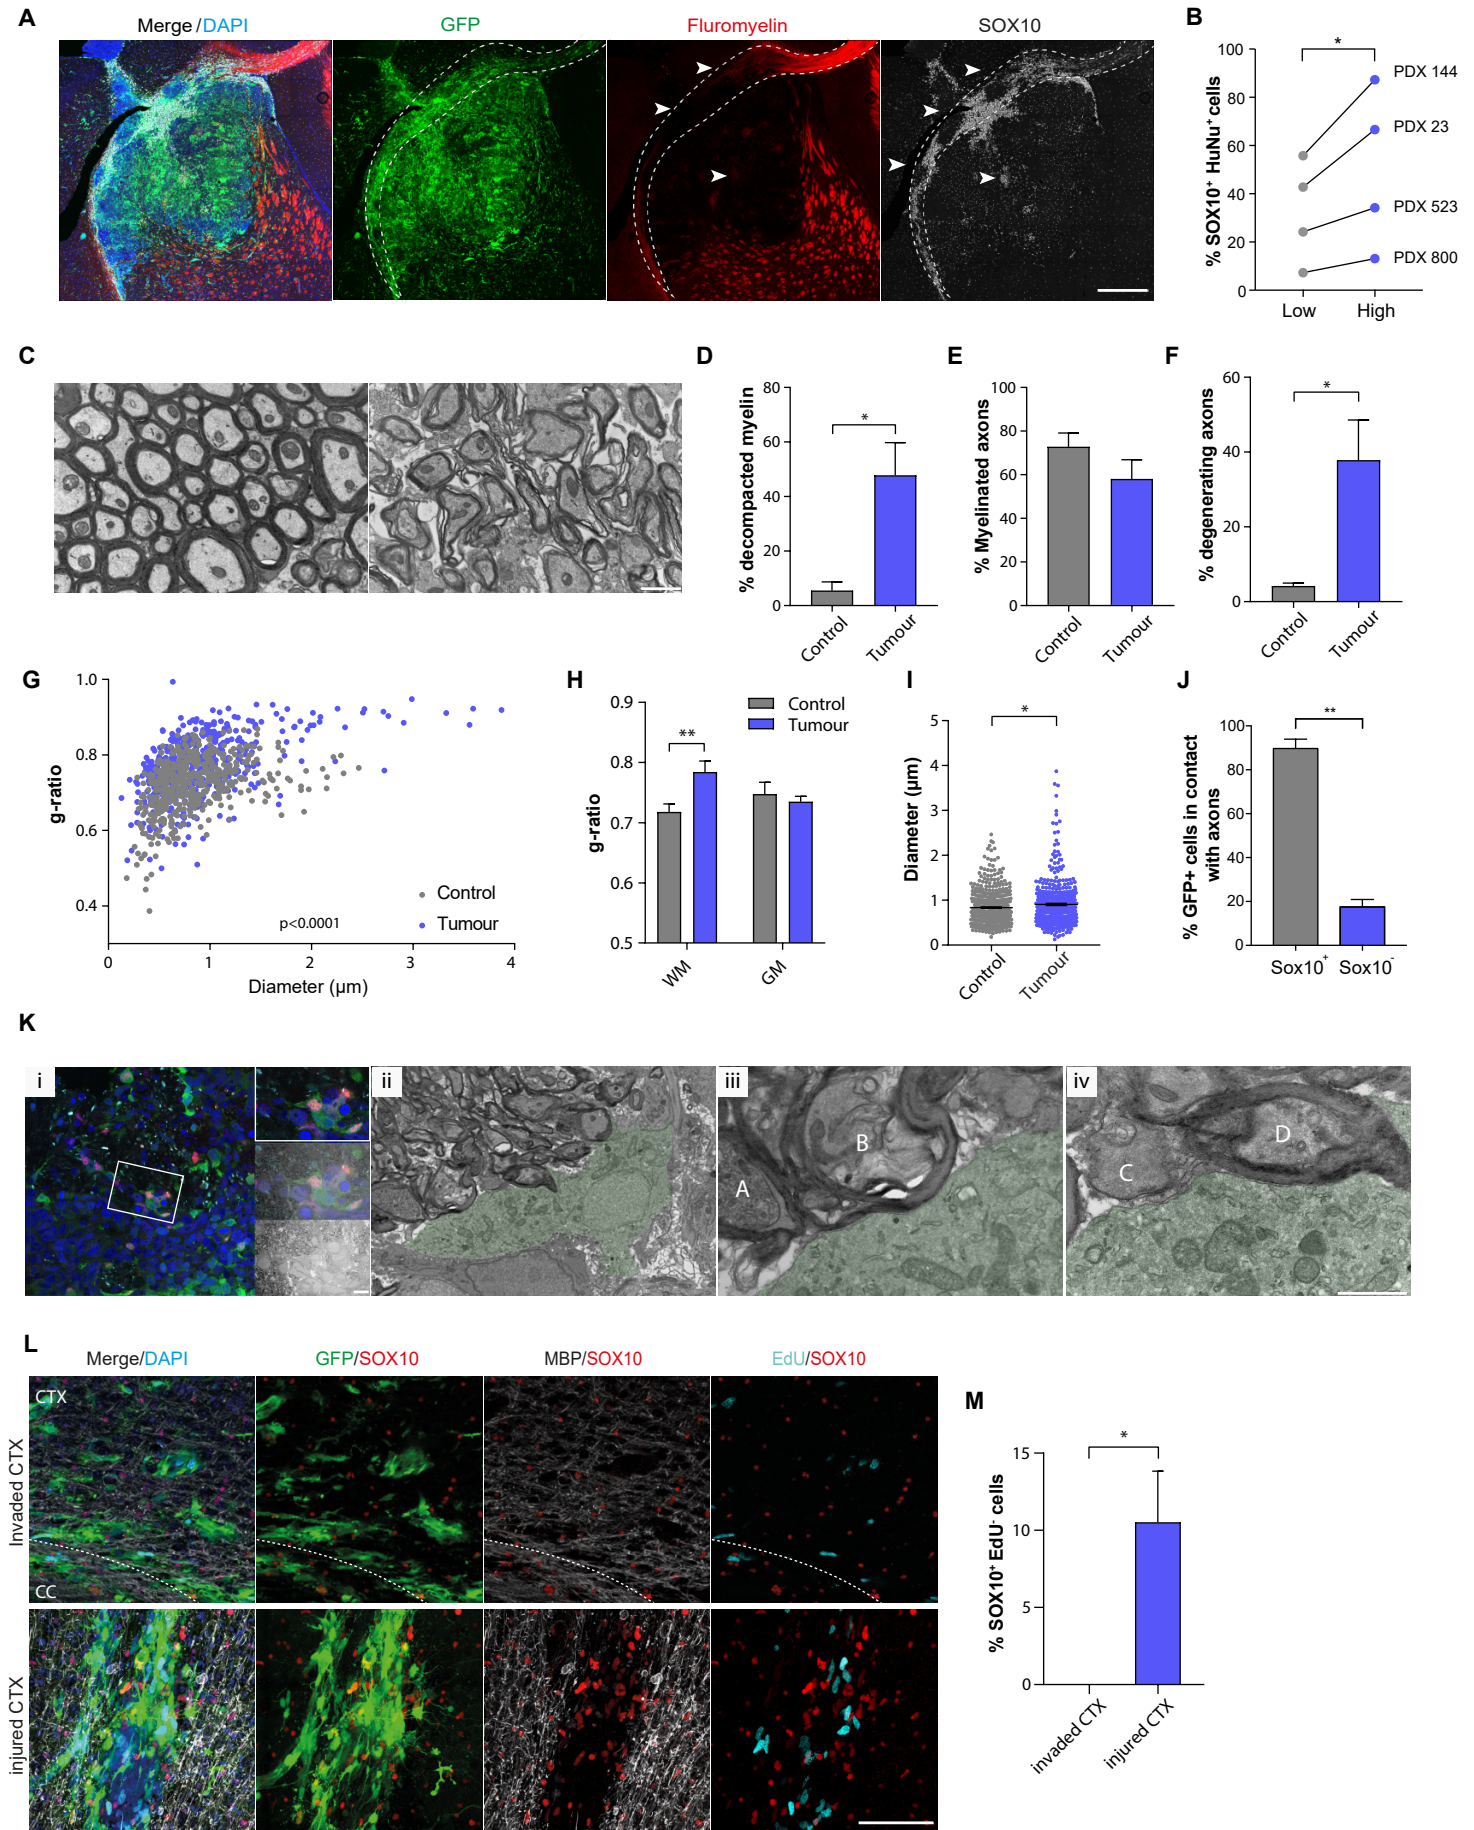 A
Merge/DAPI
GFP
Fluromyelin
SOX10
B
% SOX10+ HuNu+ cells
100
80
60
40
20
0
*
PDX 144
PDX 23
PDX 523
PDX 800
Low
High
C
D
% decompacted myelin
80
60
40
20
0
*
Control
Tumour
E
% Myelinated axons
100
80
60
40
20
0
Control
Tumour
F
% degenerating axons
60
40
20
0
*
Control
Tumour
G
g-ratio
1.0
0.8
0.6
0.4
0
1
2
3
4
Diameter (µm)
p<0.0001
Control
Tumour
H
g-ratio
0.9
0.8
0.7
0.6
0.5
**
Control
Tumour
WM
GM
I
Diameter (µm)
5
4
3
2
1
0
*
Control
Tumour
J
% GFP+ cells in contact
with axons
100
80
60
40
20
0
**
Sox10+
Sox10-
K
i
ii
iii
A
B
iv
C
D
L
Merge/DAPI
GFP/SOX10
MBP/SOX10
EdU/SOX10
Invaded CTX
CTX
CC
injured CTX
M
% SOX10+ EdU- cells
15
10
5
0
*
invaded CTX
injured CTX